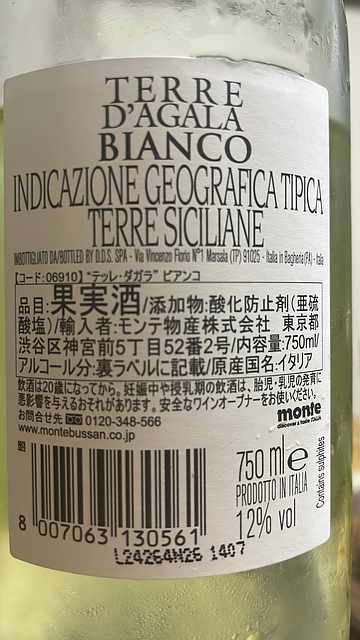 TERRE
D'AGALA
BIANCO
INDICAZIONE GEOGRAFICA TIPICA
TERRE SICILIANE
IMBOTTIGLIATO DA/BOTTLED BY D.D.S. SPA - Via Vincenzo Florio N°1 Marsala (TP) 91025 - Italia in Bagheria (PA) - Italia
【コード:06910】“テッレ・ダガラ” ビアンコ
品目:果実酒/添加物:酸化防止剤(亜硫
酸塩)/輸入者:モンテ物産株式会社 東京都
渋谷区神宮前5丁目52番2号/内容量:750ml/
アルコール分:裏ラベルに記載/原産国名:イタリア
飲酒は20歳になってから。妊娠中や授乳期の飲酒は、胎児・乳児の発育に
悪影響を与えるおそれがあります。安全なワインオープナーをお使いください。
お問合せ先 0120-348-566
www.montebussan.co.jp
monte
discover a taste ITALIA
750 ml e
PRODOTTO IN ITALIA
12% vol
Contains sulphites
8 007063 130561
L24264M26 1407